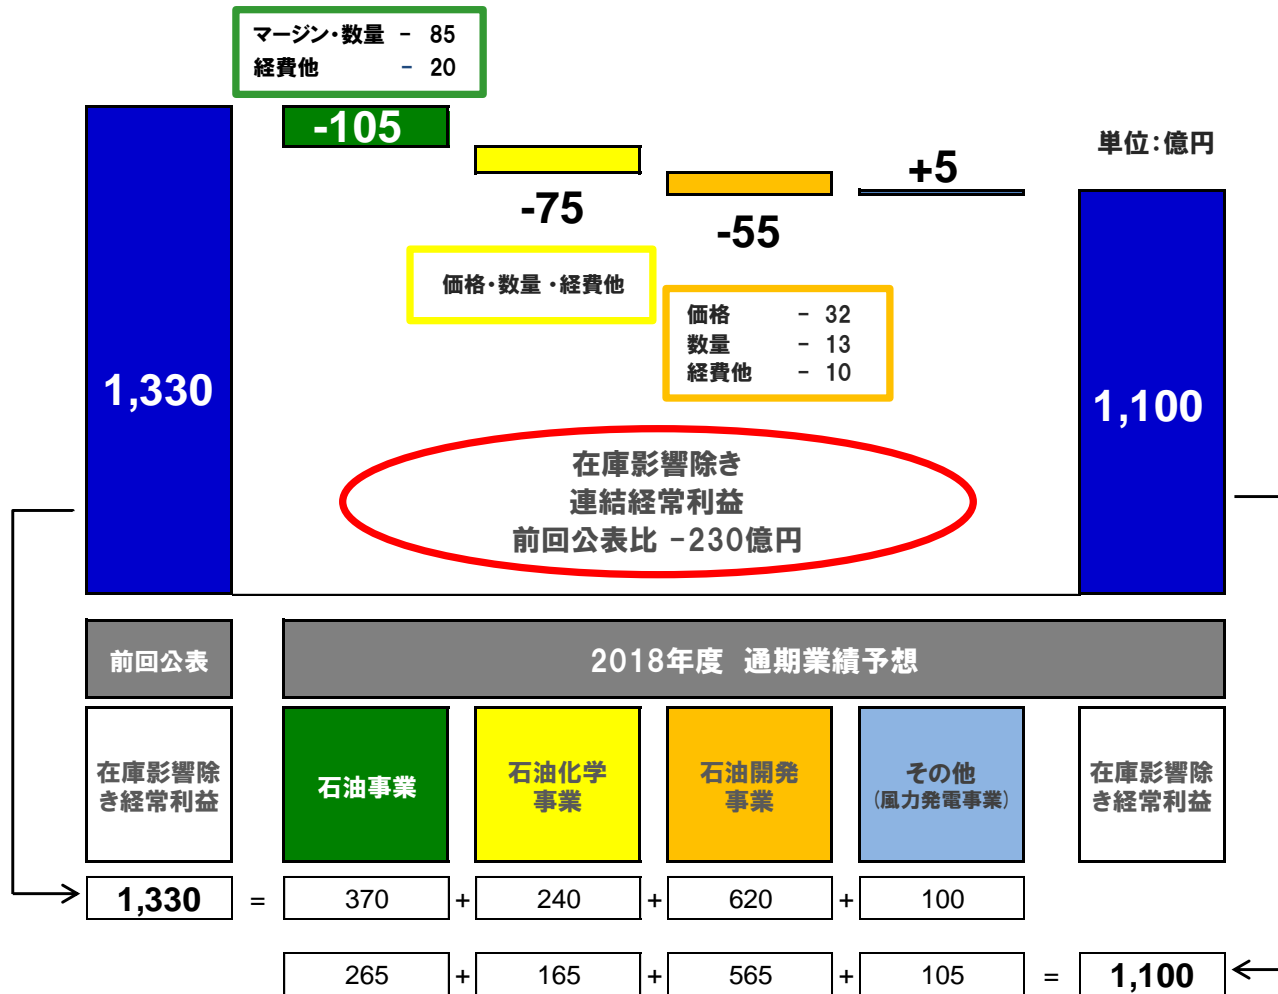 マージン・数量 - 85
経費他 - 20
-105
単位：億円
+5
-75
-55
価格・数量・経費他
価格 - 32
数量 - 13
経費他 - 10
1,330
1,100
在庫影響除き
連結経常利益
前回公表比 -230億円
前回公表
2018年度 通期業績予想
在庫影響除
き経常利益
石油事業
石油化学
事業
石油開発
事業
その他
(風力発電事業)
在庫影響除
き経常利益
1,330 = 370 + 240 + 620 + 100
265 + 165 + 565 + 105 = 1,100